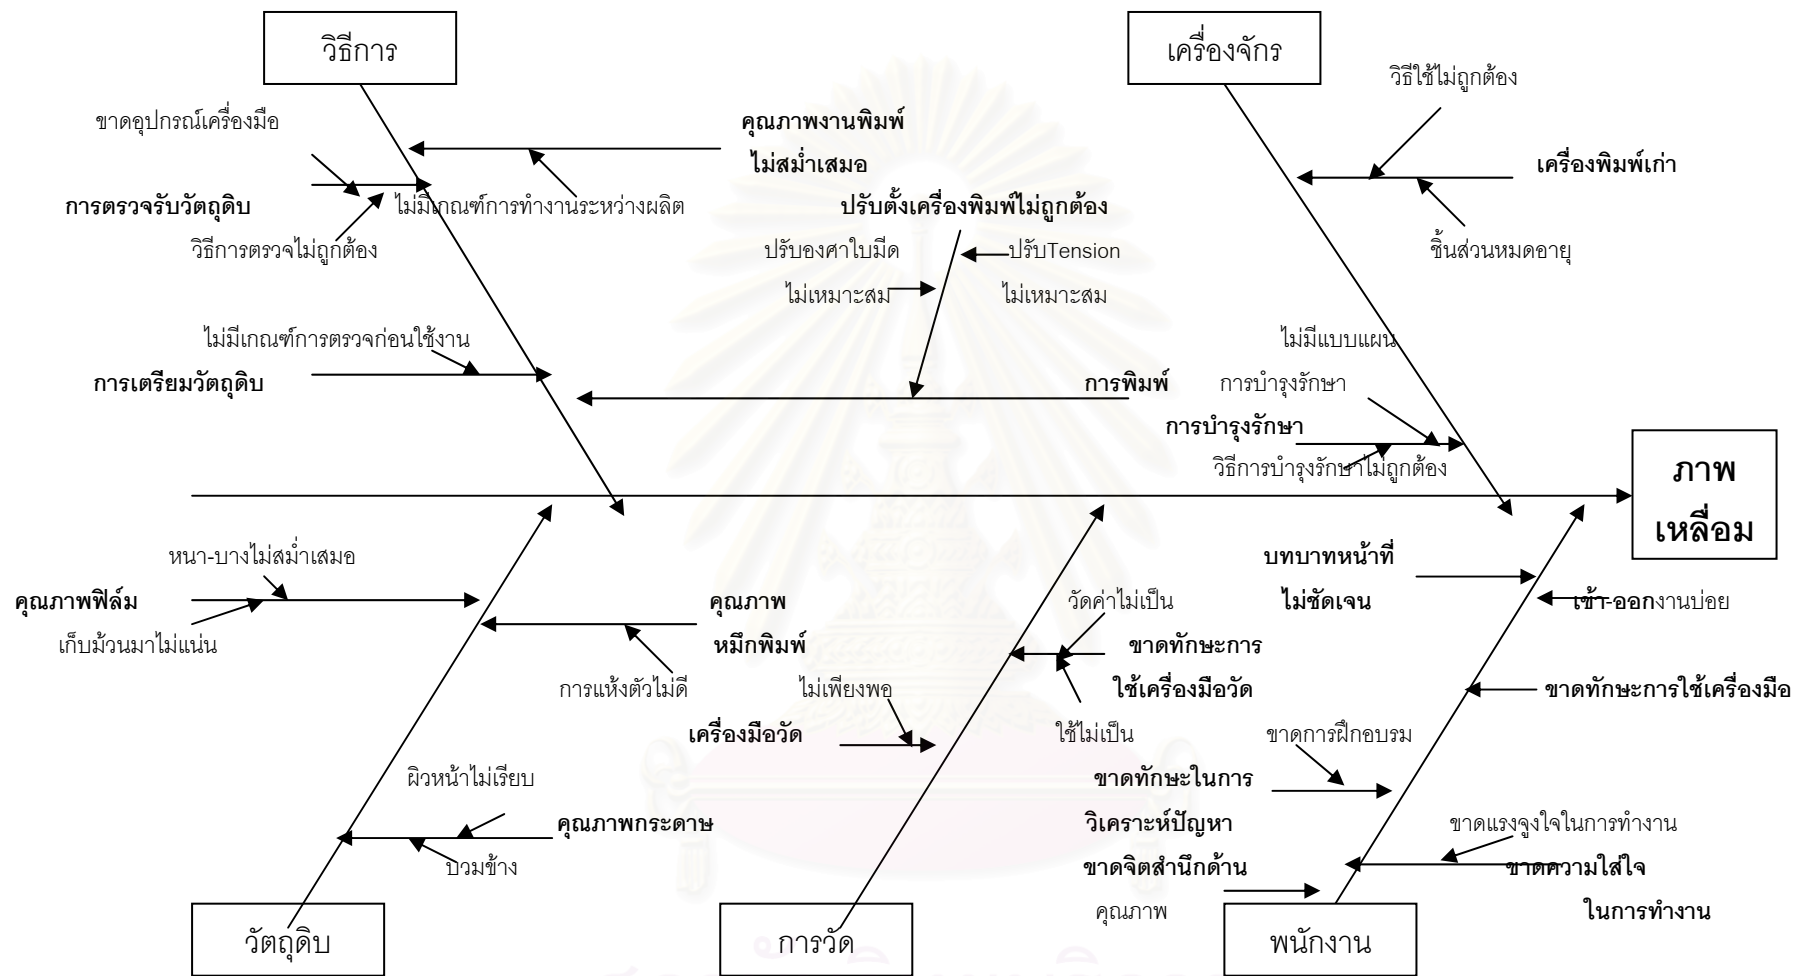 วิธีการ
เครื่องจักร
ขาดอุปกรณ์เครื่องมือ
การตรวจรับวัตถุดิบ
วิธีการตรวจไม่ถูกต้อง
คุณภาพงานพิมพ์
ไม่สม่ำเสมอ
ไม่มีเกณฑ์การทำงานระหว่างผลิต
ปรับตั้งเครื่องพิมพ์ไม่ถูกต้อง
ปรับองศาใบมีด
ไม่เหมาะสม
ปรับTension
ไม่เหมาะสม
ไม่มีเกณฑ์การตรวจก่อนใช้งาน
การเตรียมวัตถุดิบ
การพิมพ์
วิธีใช้ไม่ถูกต้อง
เครื่องพิมพ์เก่า
ชิ้นส่วนหมดอายุ
ไม่มีแบบแผน
การบำรุงรักษา
การบำรุงรักษา
วิธีการบำรุงรักษาไม่ถูกต้อง
ภาพ
เหลื่อม
หนา-บางไม่สม่ำเสมอ
คุณภาพฟิล์ม
เก็บม้วนมาไม่แน่น
คุณภาพ
หมึกพิมพ์
การแห้งตัวไม่ดี
ผิวหน้าไม่เรียบ
คุณภาพกระดาษ
บวมข้าง
วัดค่าไม่เป็น
ขาดทักษะการ
ใช้เครื่องมือวัด
ใช้ไม่เป็น
ไม่เพียงพอ
เครื่องมือวัด
บทบาทหน้าที่
ไม่ชัดเจน
เข้า-ออกงานบ่อย
ขาดทักษะการใช้เครื่องมือ
ขาดการฝึกอบรม
ขาดทักษะในการ
วิเคราะห์ปัญหา
ขาดแรงจูงใจในการทำงาน
ขาดความใส่ใจ
ในการทำงาน
ขาดจิตสำนึกด้าน
คุณภาพ
วัตถุดิบ
การวัด
พนักงาน